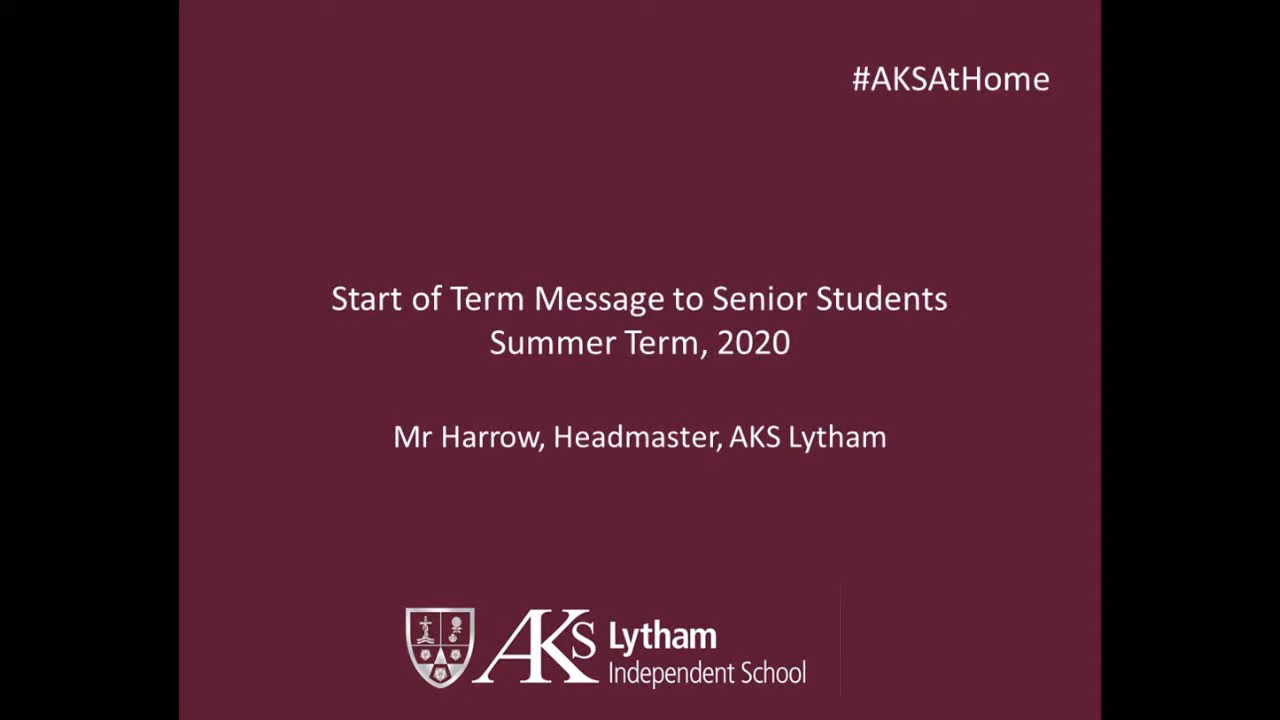 #AKSAtHome
Start of Term Message to Senior Students
Summer Term, 2020
Mr Harrow, Headmaster, AKS Lytham
AKS Lytham
Independent School